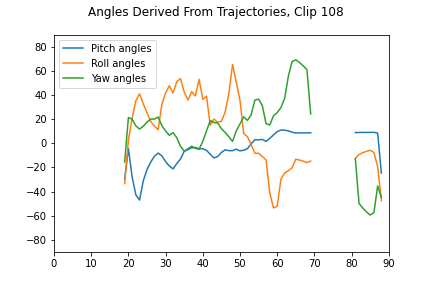 Angles Derived From Trajectories, Clip 108
Pitch angles
Roll angles
Yaw angles
80
60
40
20
0
−20
−40
−60
−80
0 10 20 30 40 50 60 70 80 90